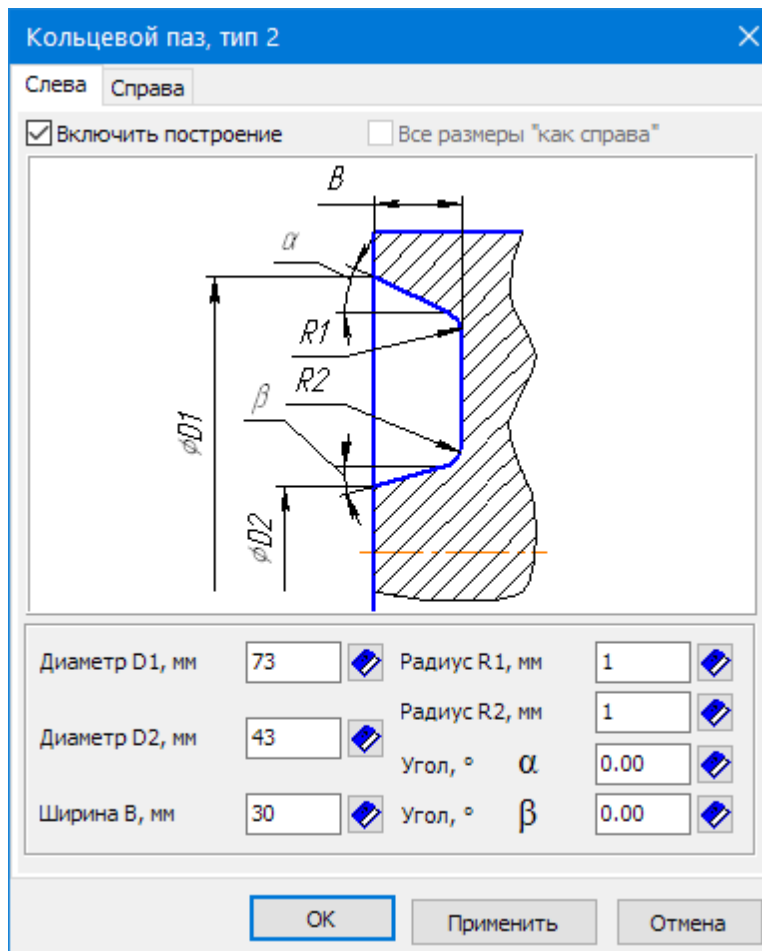 Кольцевой паз, тип 2
Слева Справа
Включить построение Все размеры "как справа"
B
α
R1
R2
β
⌀D1
⌀D2
Диаметр D1, мм 73 Радиус R1, мм 1
Радиус R2, мм 1
Диаметр D2, мм 43
Угол, ° α 0.00
Ширина B, мм 30 Угол, ° β 0.00
OK Применить Отмена